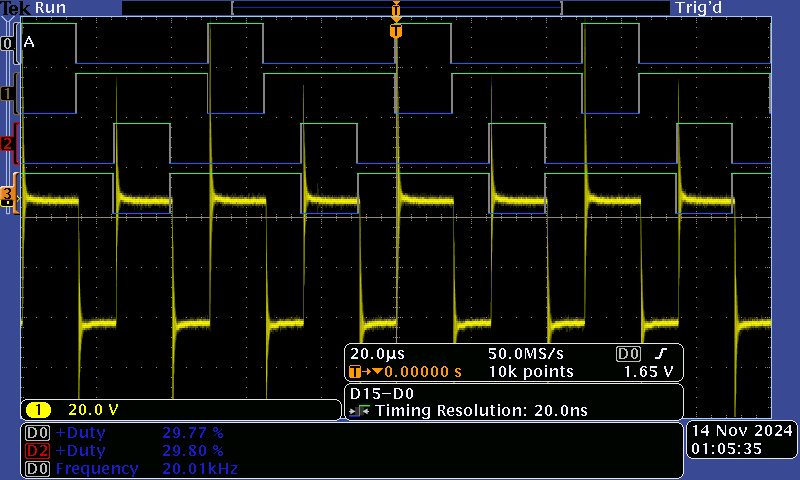 Tek Run Trig'd
T
0 A T
1
2
3
20.0µs 50.0MS/s D0
T 0.00000 s 10k points 1.65 V
D15-D0
Timing Resolution: 20.0ns
1 20.0 V
D0 +Duty 29.77 %
D2 +Duty 29.80 %
D0 Frequency 20.01kHz
14 Nov 2024
01:05:35